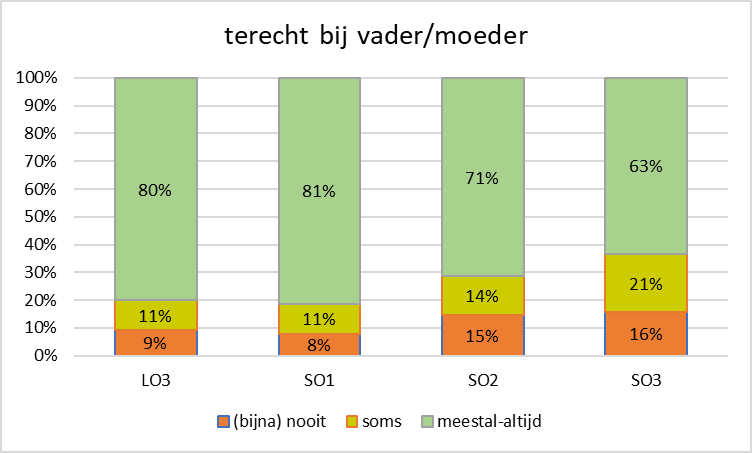 terecht bij vader/moeder
100%
90%
80%
70%
60%
50%
40%
30%
20%
10%
0%
80%
81%
71%
63%
11%
11%
14%
21%
9%
8%
15%
16%
LO3
SO1
SO2
SO3
(bijna) nooit
soms
meestal-altijd